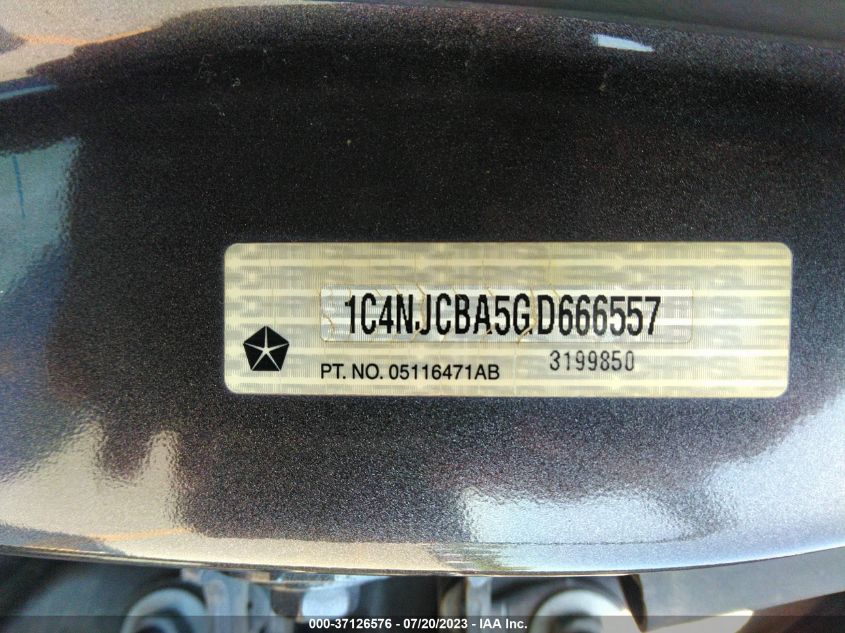 1C4NJCBA5GD666557
3199850
PT. NO. 05116471AB
000-37126576 - 07/20/2023 - IAA Inc.